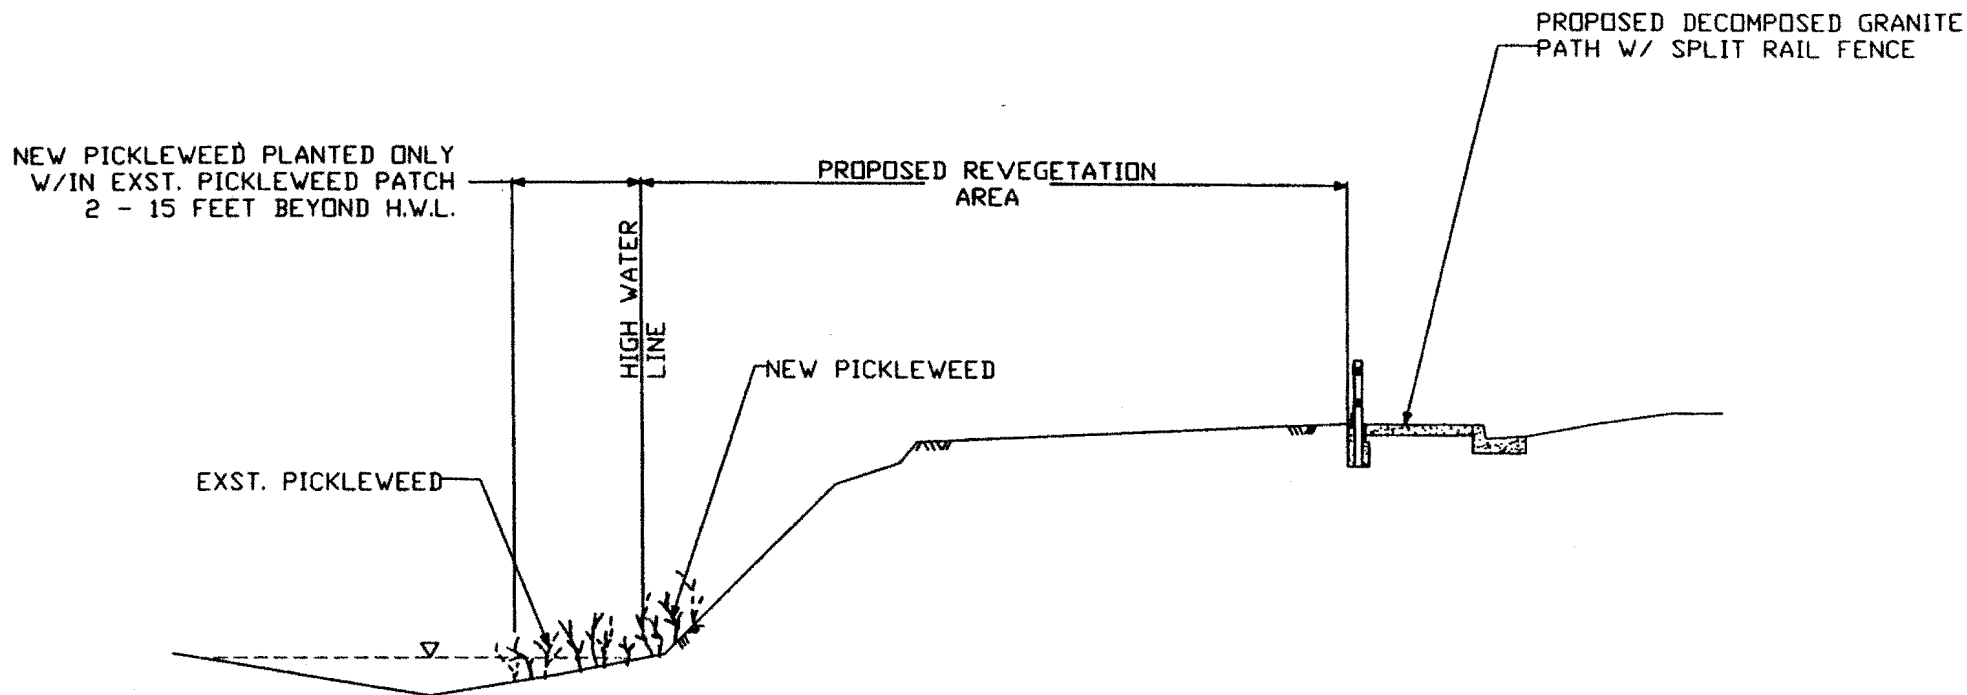 PROPOSED DECOMPOSED GRANITE
PATH W/ SPLIT RAIL FENCE
NEW PICKLEWEED PLANTED ONLY
W/IN EXST. PICKLEWEED PATCH
2 - 15 FEET BEYOND H.W.L.
PROPOSED REVEGETATION
AREA
HIGH WATER
LINE
NEW PICKLEWEED
EXST. PICKLEWEED